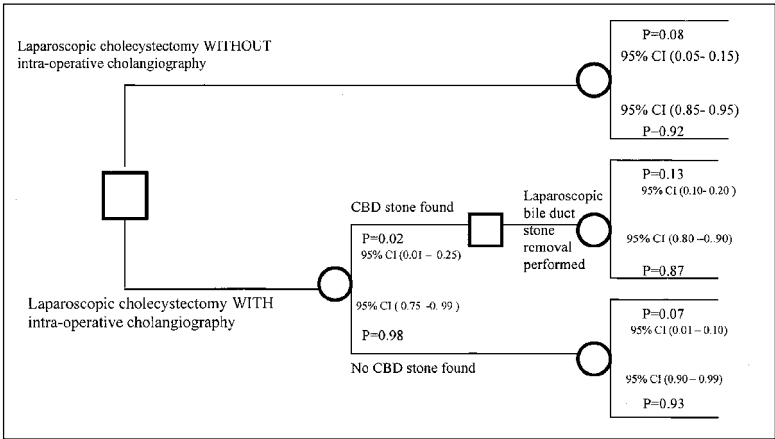 Laparoscopic cholecystectomy WITHOUT
intra-operative cholangiography
P=0.08
95% CI (0.05- 0.15)
95% CI (0.85- 0.95)
P=0.92
P=0.13
95% CI (0.10- 0.20 )
Laparoscopic
bile duct
stone
removal
performed
95% CI (0.80 –0.90)
P=0.87
CBD stone found
P=0.02
95% CI (0.01 – 0.25)
Laparoscopic cholecystectomy WITH
intra-operative cholangiography
95% CI ( 0.75 -0. 99 )
P=0.98
No CBD stone found
P=0.07
95% CI (0.01 – 0.10)
95% CI (0.90 – 0.99)
P=0.93